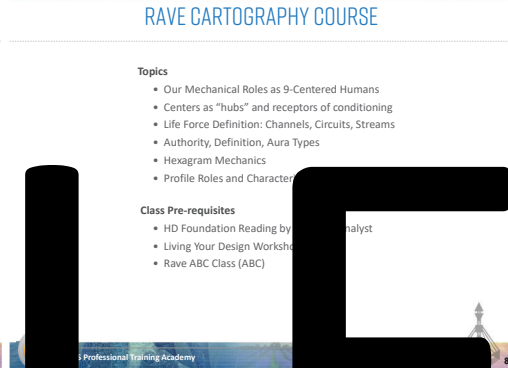 RAVE CARTOGRAPHY COURSE
Topics
• Our Mechanical Roles as 9-Centered Humans
• Centers as “hubs” and receptors of conditioning
• Life Force Definition: Channels, Circuits, Streams
• Authority, Definition, Aura Types
• Hexagram Mechanics
• Profile Roles and
Class Pre-requisites
• HD Foundation Reading by
• Living Your Design
• Rave ABC Class (ABC)
Professional Training Academy